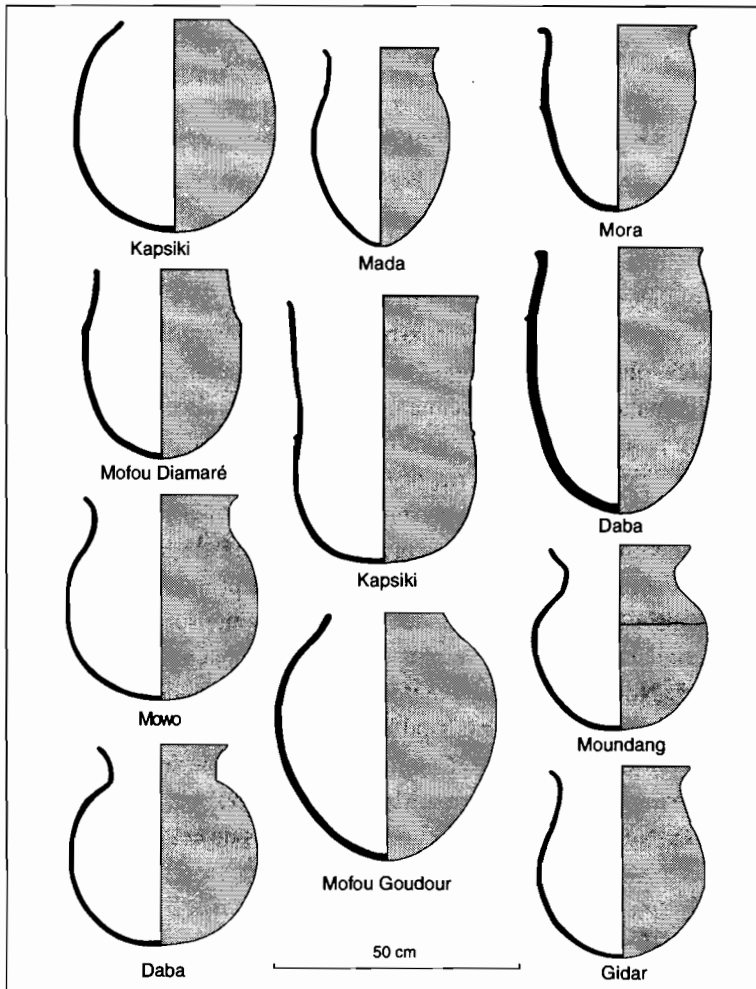 Kapsiki
Mada
Mora
Mofou Diamaré
Kapsiki
Daba
Mowo
Mofou Goudour
Moundang
Daba
50 cm
Gidar